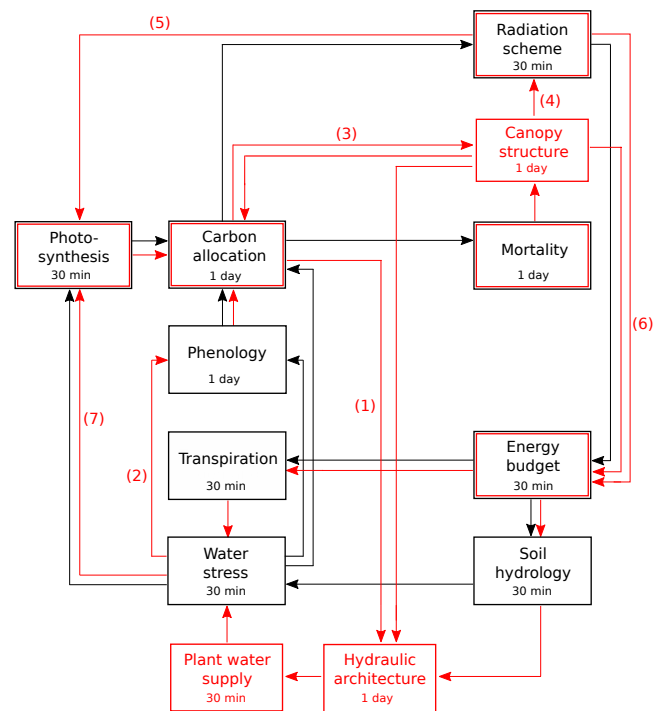 (5)
Radiation
scheme
30 min
(4)
(3)
Canopy
structure
1 day
Photo-
synthesis
30 min
Carbon
allocation
1 day
Mortality
1 day
(6)
Phenology
1 day
(1)
(7)
(2)
Transpiration
30 min
Energy
budget
30 min
Water
stress
30 min
Soil
hydrology
30 min
Plant water
supply
30 min
Hydraulic
architecture
1 day